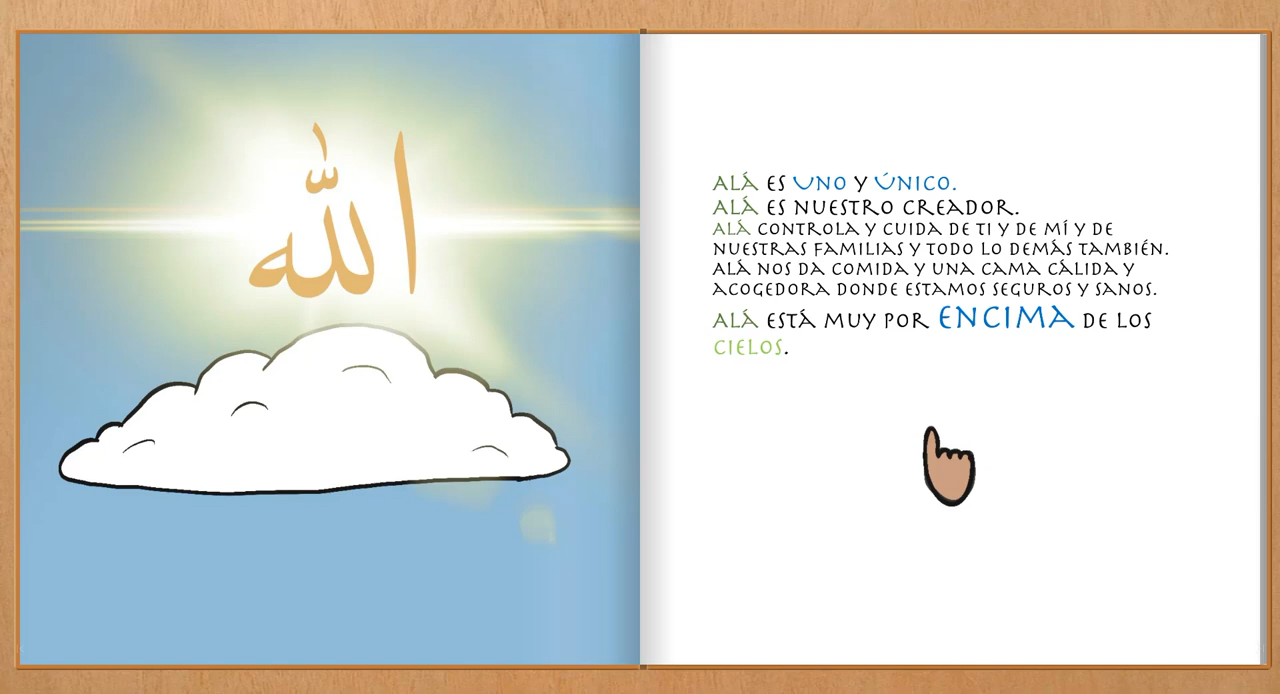 الله
Alá es Uno y Único.
Alá es nuestro creador.
Alá controla y cuida de ti y de mí y de
nuestras familias y todo lo demás también.
Alá nos da comida y una cama cálida y
acogedora donde estamos seguros y sanos.
Alá está muy por ENCIMA de los
cielos.